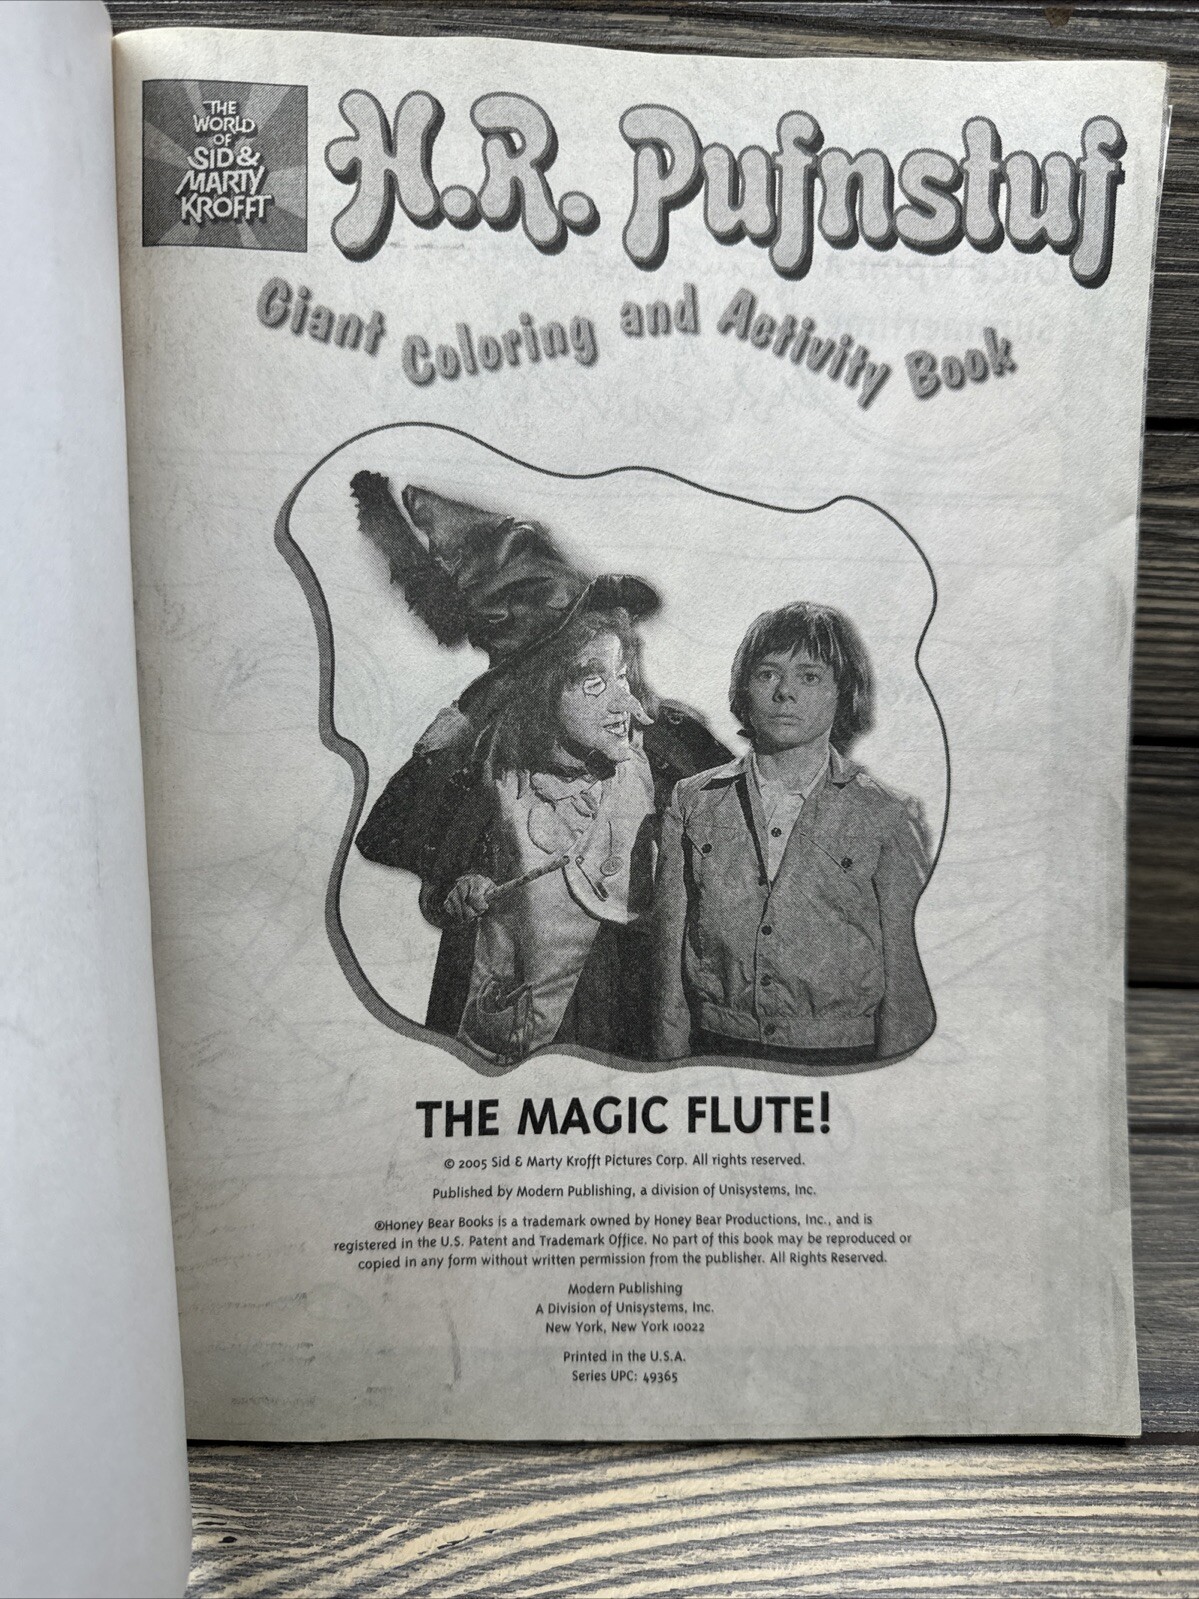 THE
WORLD
OF
SID &
MARTY
KROFFT
H.R. Pufnstuf
Giant Coloring and Activity Book
THE MAGIC FLUTE!
© 2005 Sid & Marty Krofft Pictures Corp. All rights reserved.
Published by Modern Publishing, a division of Unisystems, Inc.
®Honey Bear Books is a trademark owned by Honey Bear Productions, Inc., and is
registered in the U.S. Patent and Trademark Office. No part of this book may be reproduced or
copied in any form without written permission from the publisher. All Rights Reserved.
Modern Publishing
A Division of Unisystems, Inc.
New York, New York 10022
Printed in the U.S.A.
Series UPC: 49365